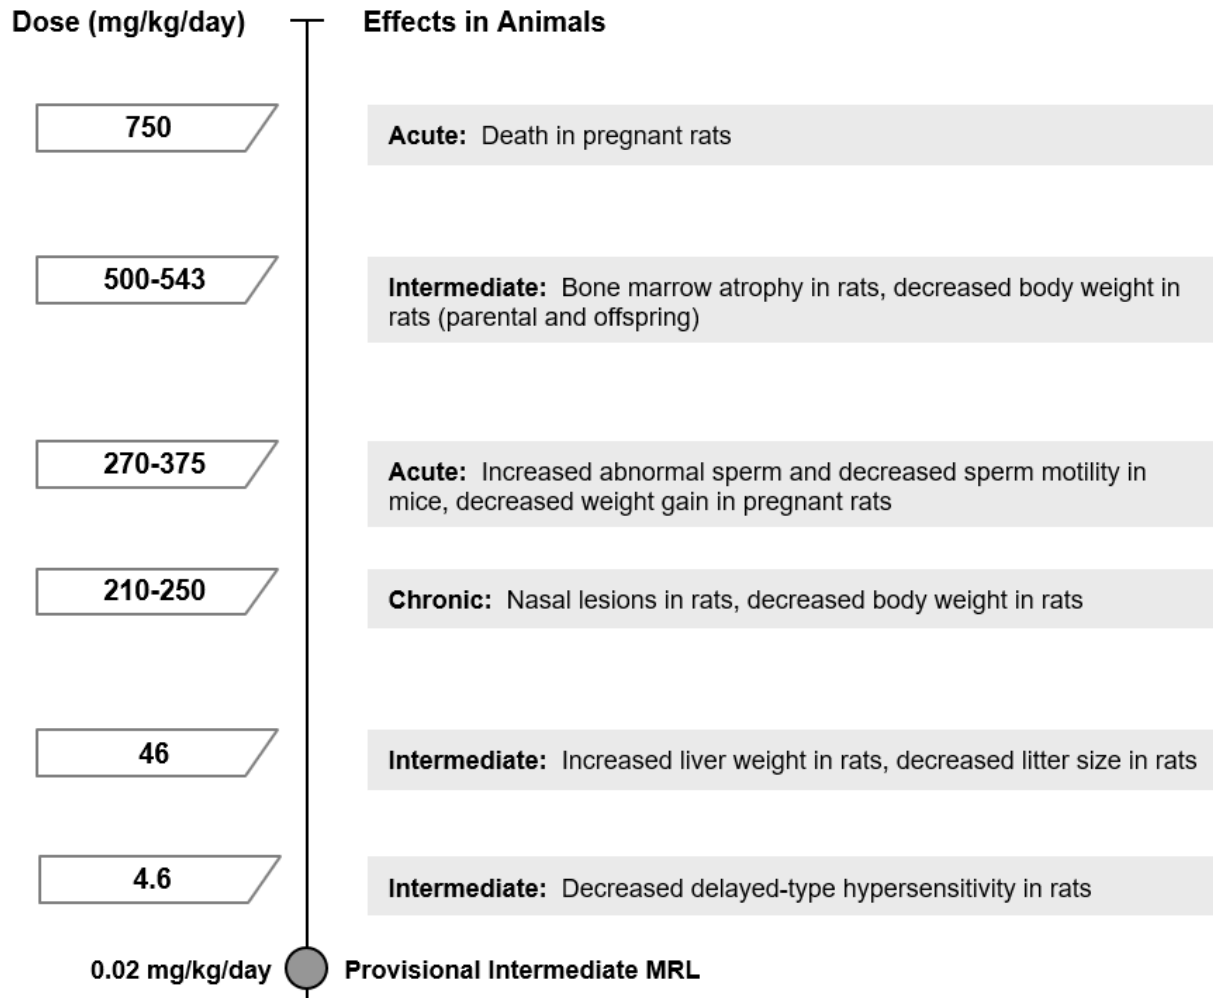 Dose (mg/kg/day)
Effects in Animals
750
Acute: Death in pregnant rats
500-543
Intermediate: Bone marrow atrophy in rats, decreased body weight in
rats (parental and offspring)
270-375
Acute: Increased abnormal sperm and decreased sperm motility in
mice, decreased weight gain in pregnant rats
210-250
Chronic: Nasal lesions in rats, decreased body weight in rats
46
Intermediate: Increased liver weight in rats, decreased litter size in rats
4.6
Intermediate: Decreased delayed-type hypersensitivity in rats
0.02 mg/kg/day
Provisional Intermediate MRL